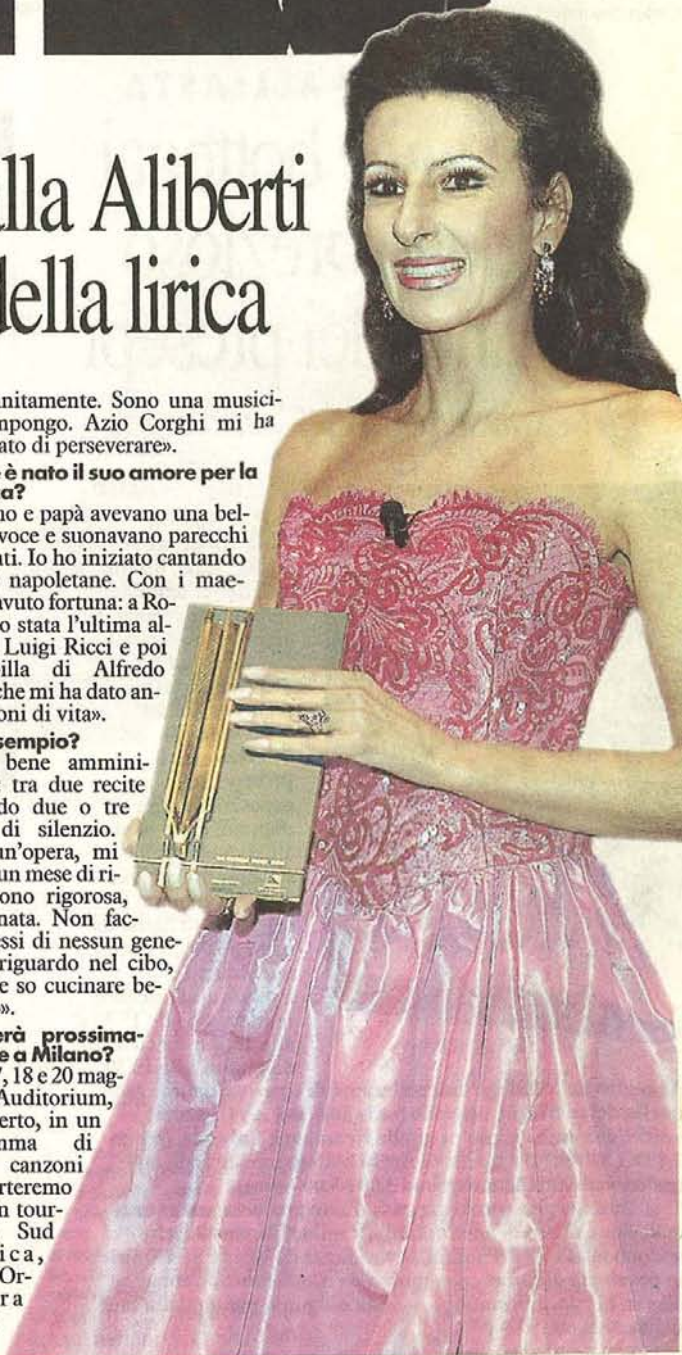 lla Aliberti
della lirica
nitamente. Sono una musici-
mpongo. Azio Corghi mi ha
ato di perseverare».
è nato il suo amore per la
a?
no e papà avevano una bel-
voce e suonavano parecchi
ti. Io ho iniziato cantando
napoletane. Con i mae-
avuto fortuna: a Ro-
o stata l'ultima al-
Luigi Ricci e poi
illa di Alfredo
che mi ha dato an-
oni di vita».
sempio?
bene ammini-
tra due recite
do due o tre
di silenzio.
un'opera, mi
un mese di ri-
ono rigorosa,
nata. Non fac-
essi di nessun gene-
riguardo nel cibo,
e so cucinare be-
».
erà prossima-
e a Milano?
7, 18 e 20 mag-
Auditorium,
erto, in un
mma di
canzoni
rteremo
n tour-
Sud
ica,
Or-
ra